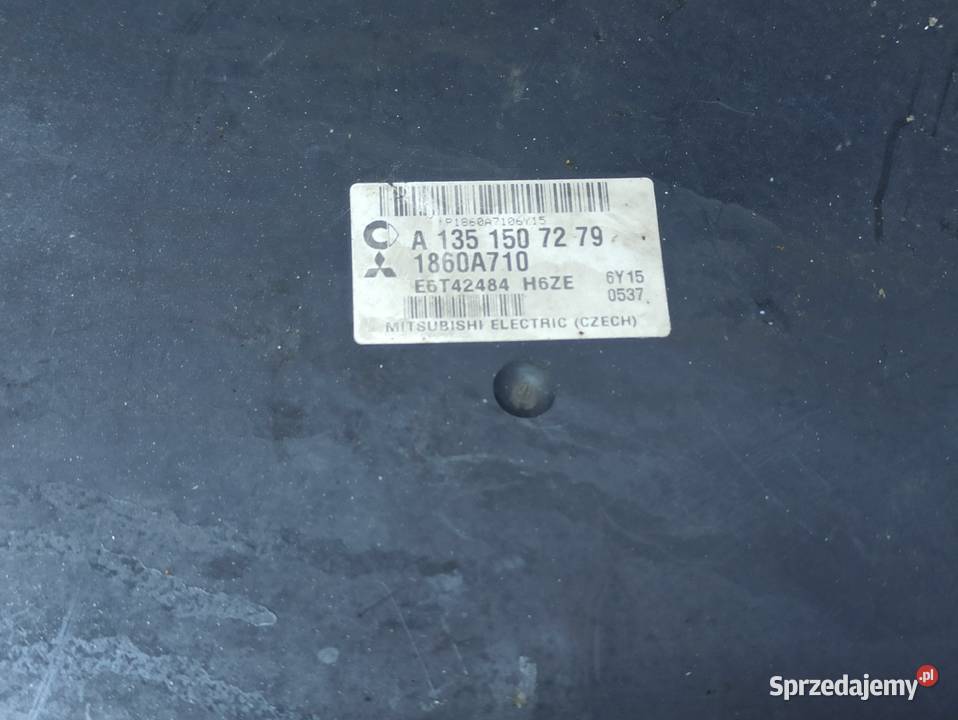 P1860A7106Y15
A 135 150 72 79
1860A710
E6T42484 H6ZE 6Y15
0537
MITSUBISHI ELECTRIC (CZECH)
Sprzedajemy.pl